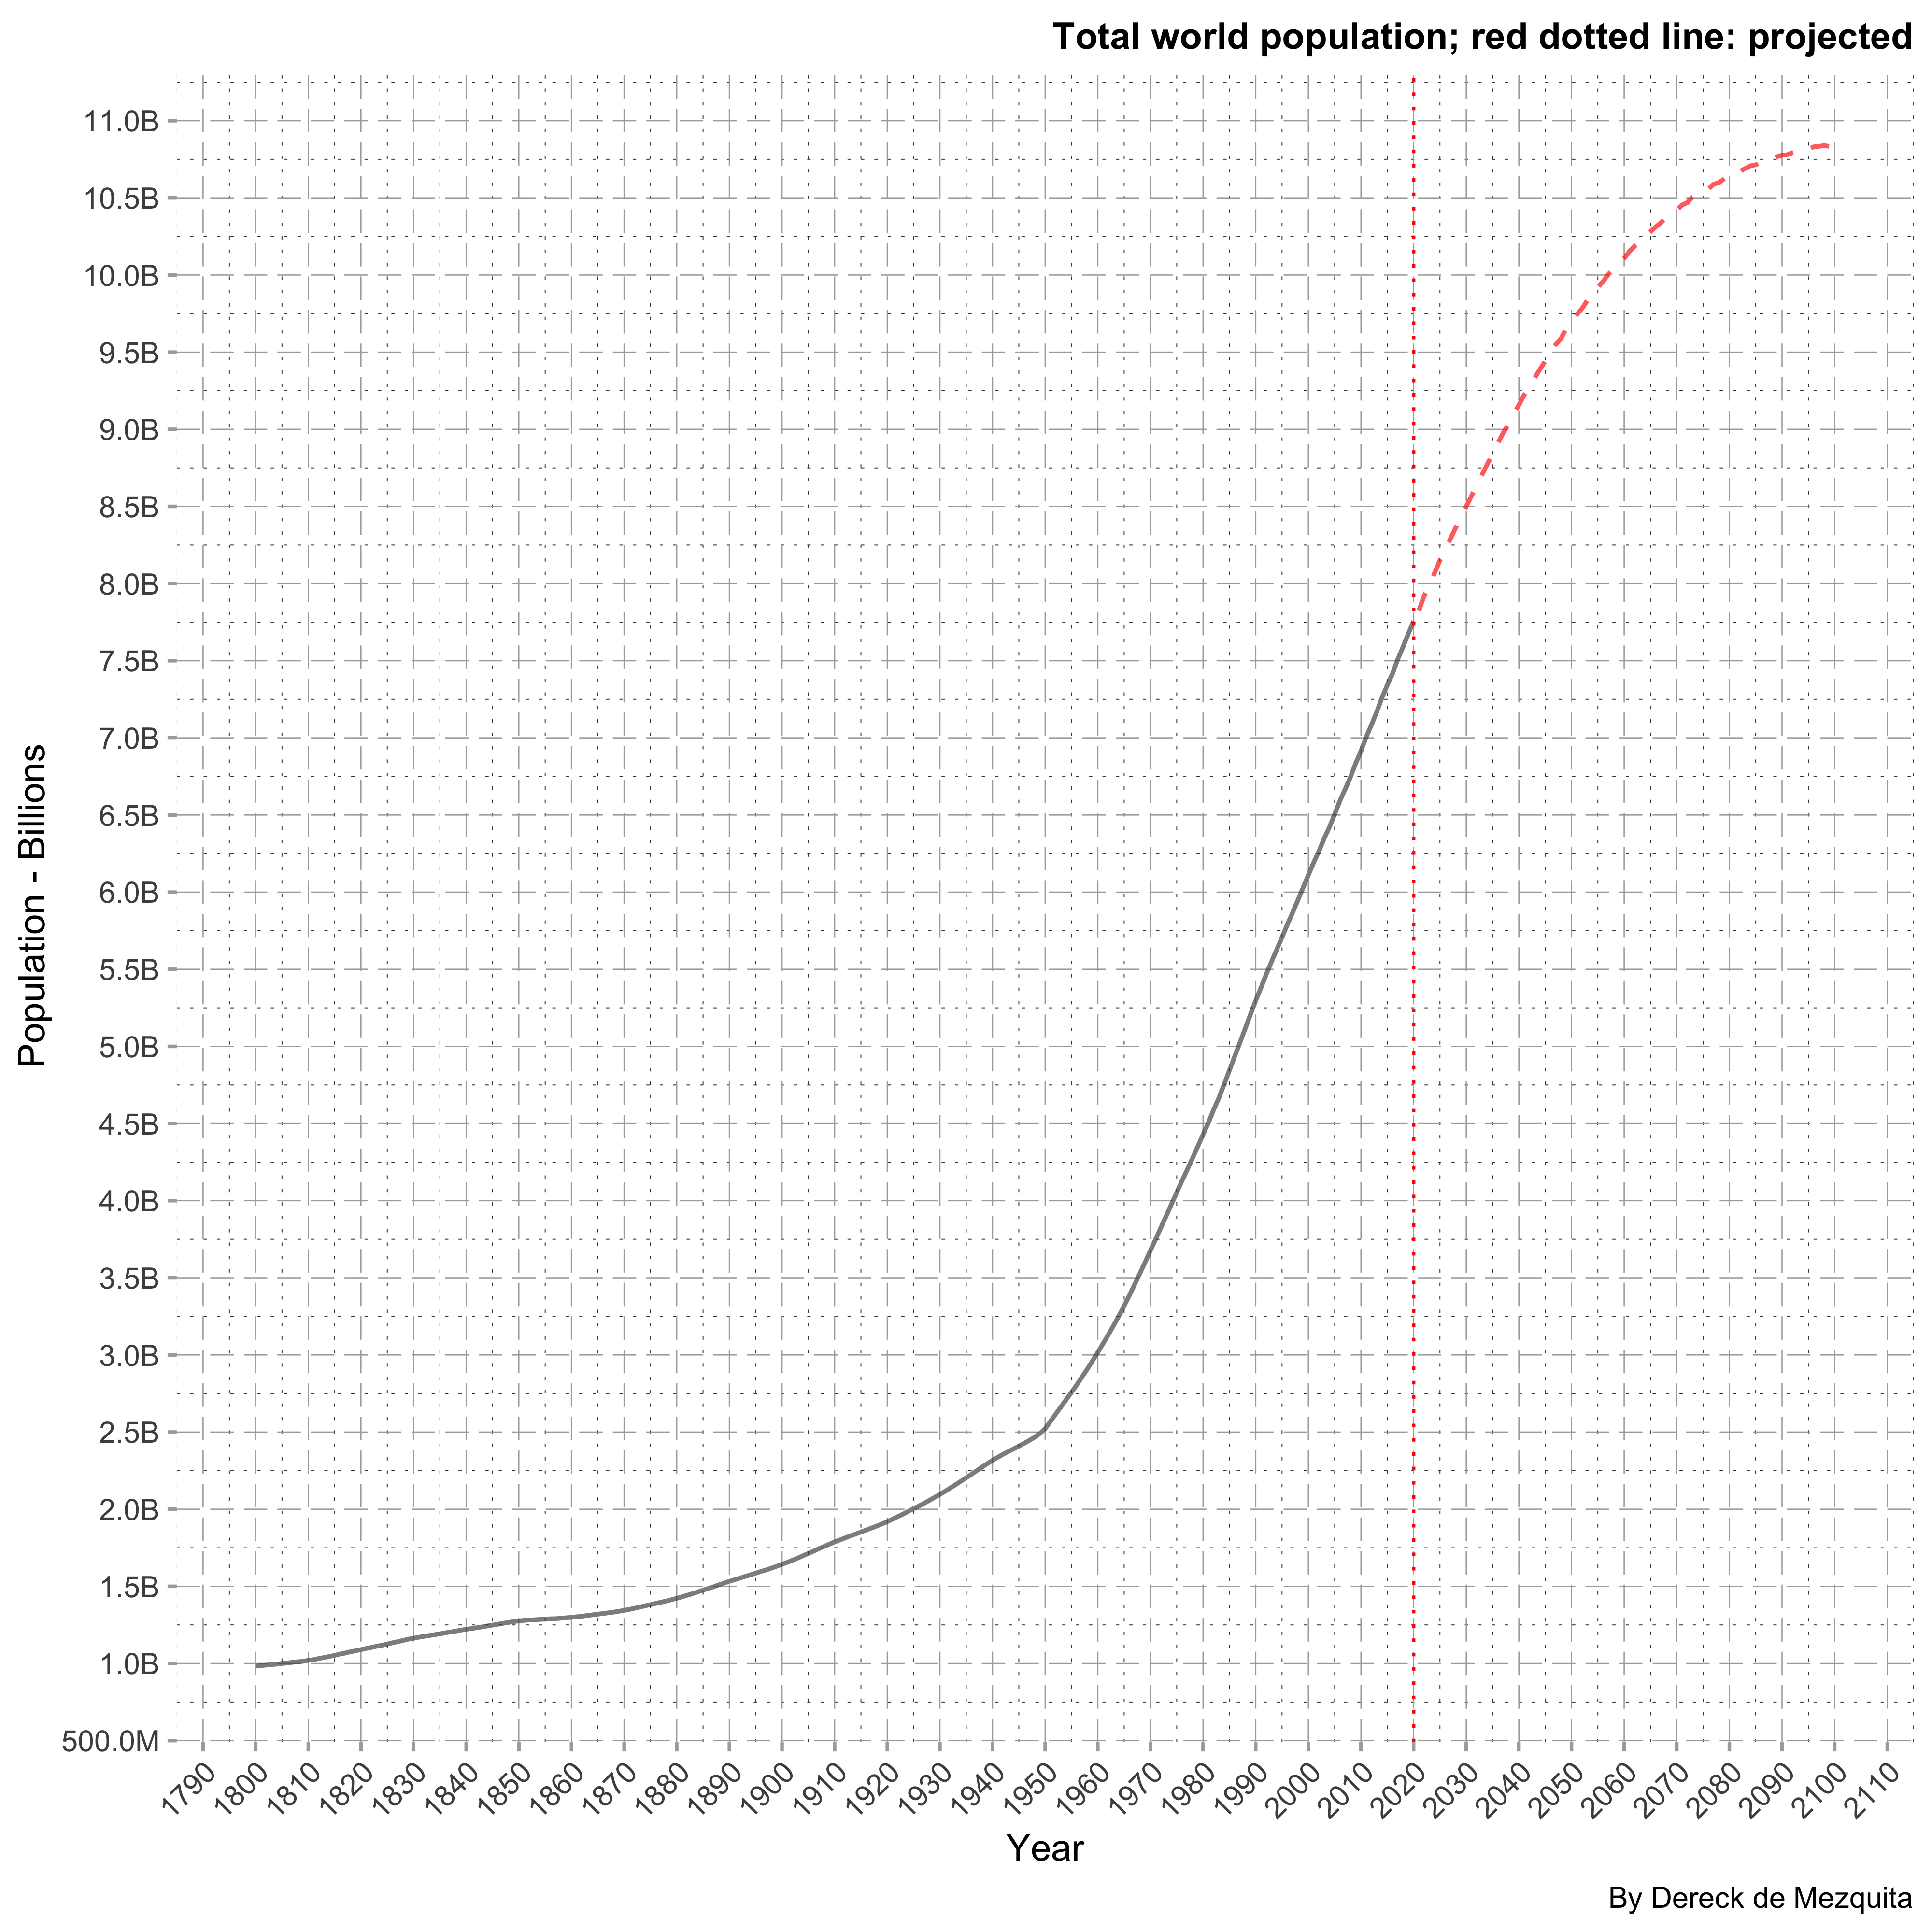 Total world population; red dotted line: projected
11.0B
10.5B
10.0B
9.5B
9.0B
8.5B
8.0B
7.5B
7.0B
6.5B
6.0B
5.5B
5.0B
4.5B
4.0B
3.5B
3.0B
2.5B
2.0B
1.5B
1.0B
500.0M
Population - Billions
1790 1800 1810 1820 1830 1840 1850 1860 1870 1880 1890 1900 1910 1920 1930 1940 1950 1960 1970 1980 1990 2000 2010 2020 2030 2040 2050 2060 2070 2080 2090 2100 2110
Year
By Dereck de Mezquita